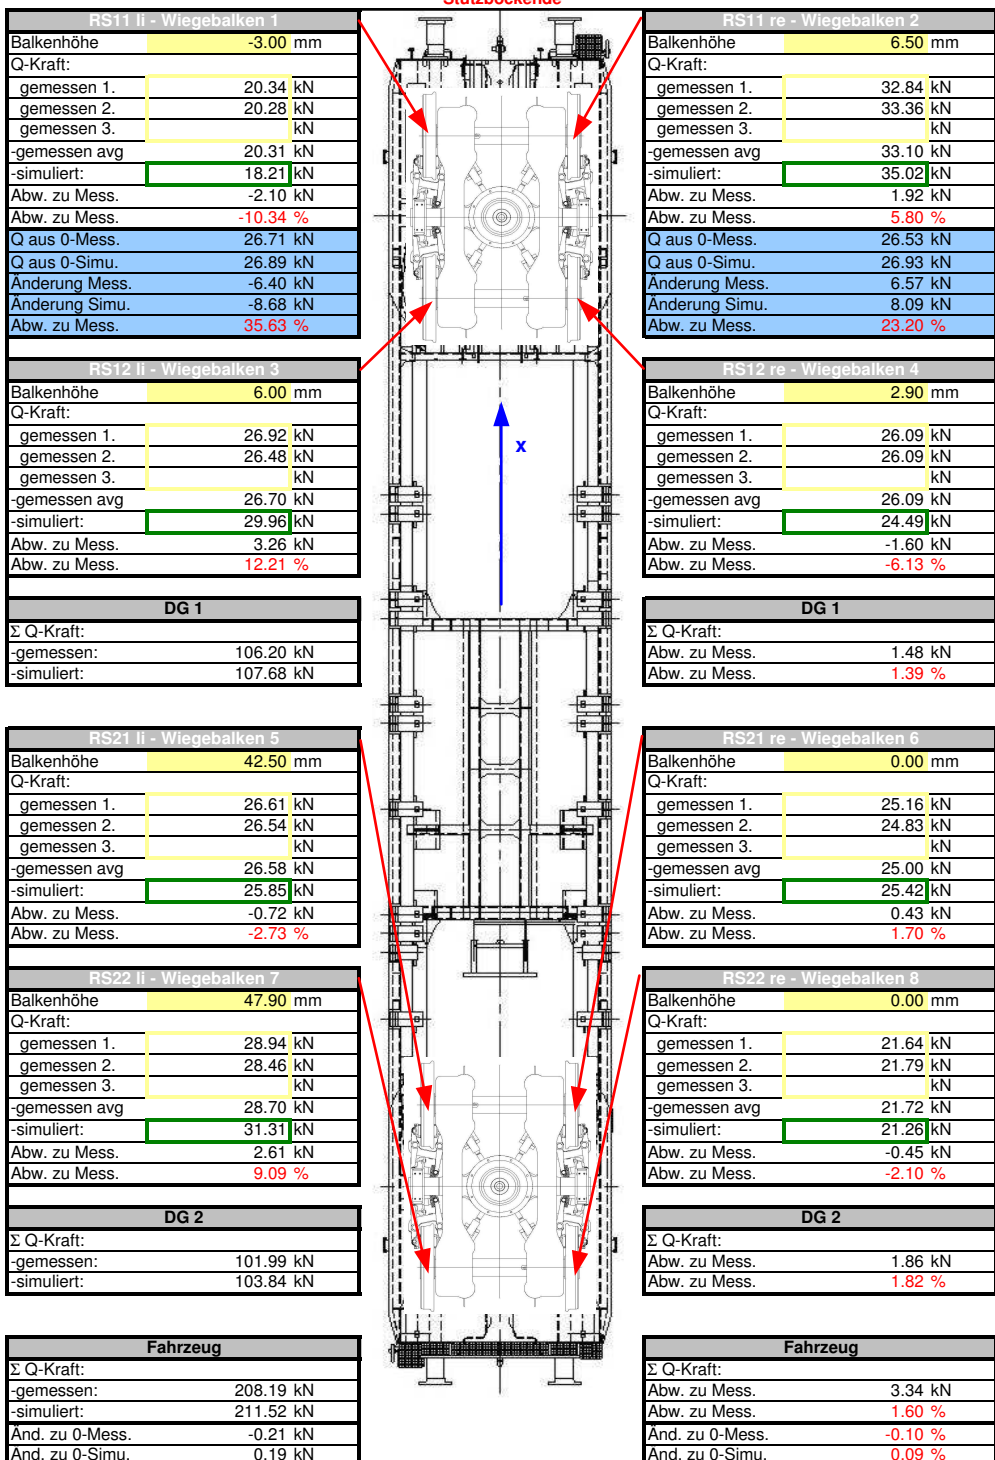 Stützböckende
RS11 li - Wiegebalken 1
Balkenhöhe -3.00 mm
Q-Kraft:
gemessen 1. 20.34 kN
gemessen 2. 20.28 kN
gemessen 3. kN
-gemessen avg 20.31 kN
-simuliert: 18.21 kN
Abw. zu Mess. -2.10 kN
Abw. zu Mess. -10.34 %
Q aus 0-Mess. 26.71 kN
Q aus 0-Simu. 26.89 kN
Änderung Mess. -6.40 kN
Änderung Simu. -8.68 kN
Abw. zu Mess. 35.63 %
RS11 re - Wiegebalken 2
Balkenhöhe 6.50 mm
Q-Kraft:
gemessen 1. 32.84 kN
gemessen 2. 33.36 kN
gemessen 3. kN
-gemessen avg 33.10 kN
-simuliert: 35.02 kN
Abw. zu Mess. 1.92 kN
Abw. zu Mess. 5.80 %
Q aus 0-Mess. 26.53 kN
Q aus 0-Simu. 26.93 kN
Änderung Mess. 6.57 kN
Änderung Simu. 8.09 kN
Abw. zu Mess. 23.20 %
RS12 li - Wiegebalken 3
Balkenhöhe 6.00 mm
Q-Kraft:
gemessen 1. 26.92 kN
gemessen 2. 26.48 kN
gemessen 3. kN
-gemessen avg 26.70 kN
-simuliert: 29.96 kN
Abw. zu Mess. 3.26 kN
Abw. zu Mess. 12.21 %
x
RS12 re - Wiegebalken 4
Balkenhöhe 2.90 mm
Q-Kraft:
gemessen 1. 26.09 kN
gemessen 2. 26.09 kN
gemessen 3. kN
-gemessen avg 26.09 kN
-simuliert: 24.49 kN
Abw. zu Mess. -1.60 kN
Abw. zu Mess. -6.13 %
DG 1
Σ Q-Kraft:
-gemessen: 106.20 kN
-simuliert: 107.68 kN
DG 1
Σ Q-Kraft:
Abw. zu Mess. 1.48 kN
Abw. zu Mess. 1.39 %
RS21 li - Wiegebalken 5
Balkenhöhe 42.50 mm
Q-Kraft:
gemessen 1. 26.61 kN
gemessen 2. 26.54 kN
gemessen 3. kN
-gemessen avg 26.58 kN
-simuliert: 25.85 kN
Abw. zu Mess. -0.72 kN
Abw. zu Mess. -2.73 %
RS21 re - Wiegebalken 6
Balkenhöhe 0.00 mm
Q-Kraft:
gemessen 1. 25.16 kN
gemessen 2. 24.83 kN
gemessen 3. kN
-gemessen avg 25.00 kN
-simuliert: 25.42 kN
Abw. zu Mess. 0.43 kN
Abw. zu Mess. 1.70 %
RS22 li - Wiegebalken 7
Balkenhöhe 47.90 mm
Q-Kraft:
gemessen 1. 28.94 kN
gemessen 2. 28.46 kN
gemessen 3. kN
-gemessen avg 28.70 kN
-simuliert: 31.31 kN
Abw. zu Mess. 2.61 kN
Abw. zu Mess. 9.09 %
RS22 re - Wiegebalken 8
Balkenhöhe 0.00 mm
Q-Kraft:
gemessen 1. 21.64 kN
gemessen 2. 21.79 kN
gemessen 3. kN
-gemessen avg 21.72 kN
-simuliert: 21.26 kN
Abw. zu Mess. -0.45 kN
Abw. zu Mess. -2.10 %
DG 2
Σ Q-Kraft:
-gemessen: 101.99 kN
-simuliert: 103.84 kN
DG 2
Σ Q-Kraft:
Abw. zu Mess. 1.86 kN
Abw. zu Mess. 1.82 %
Fahrzeug
Σ Q-Kraft:
-gemessen: 208.19 kN
-simuliert: 211.52 kN
Änd. zu 0-Mess. -0.21 kN
Änd. zu 0-Simu. 0.19 kN
Fahrzeug
Σ Q-Kraft:
Abw. zu Mess. 3.34 kN
Abw. zu Mess. 1.60 %
Änd. zu 0-Mess. -0.10 %
Änd. zu 0-Simu. 0.09 %